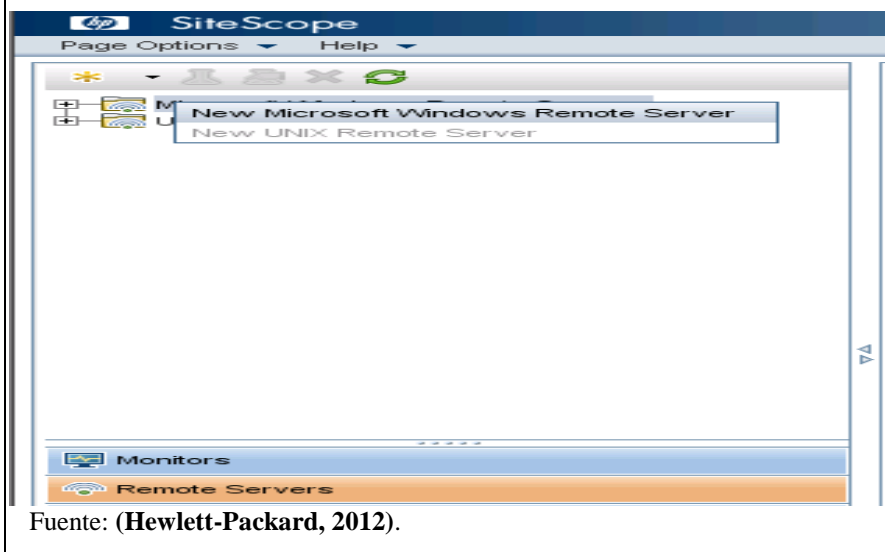 hp SiteScope
Page Options Help
M
New Microsoft Windows Remote Server
U
New UNIX Remote Server
Monitors
Remote Servers
Fuente: (Hewlett-Packard, 2012).